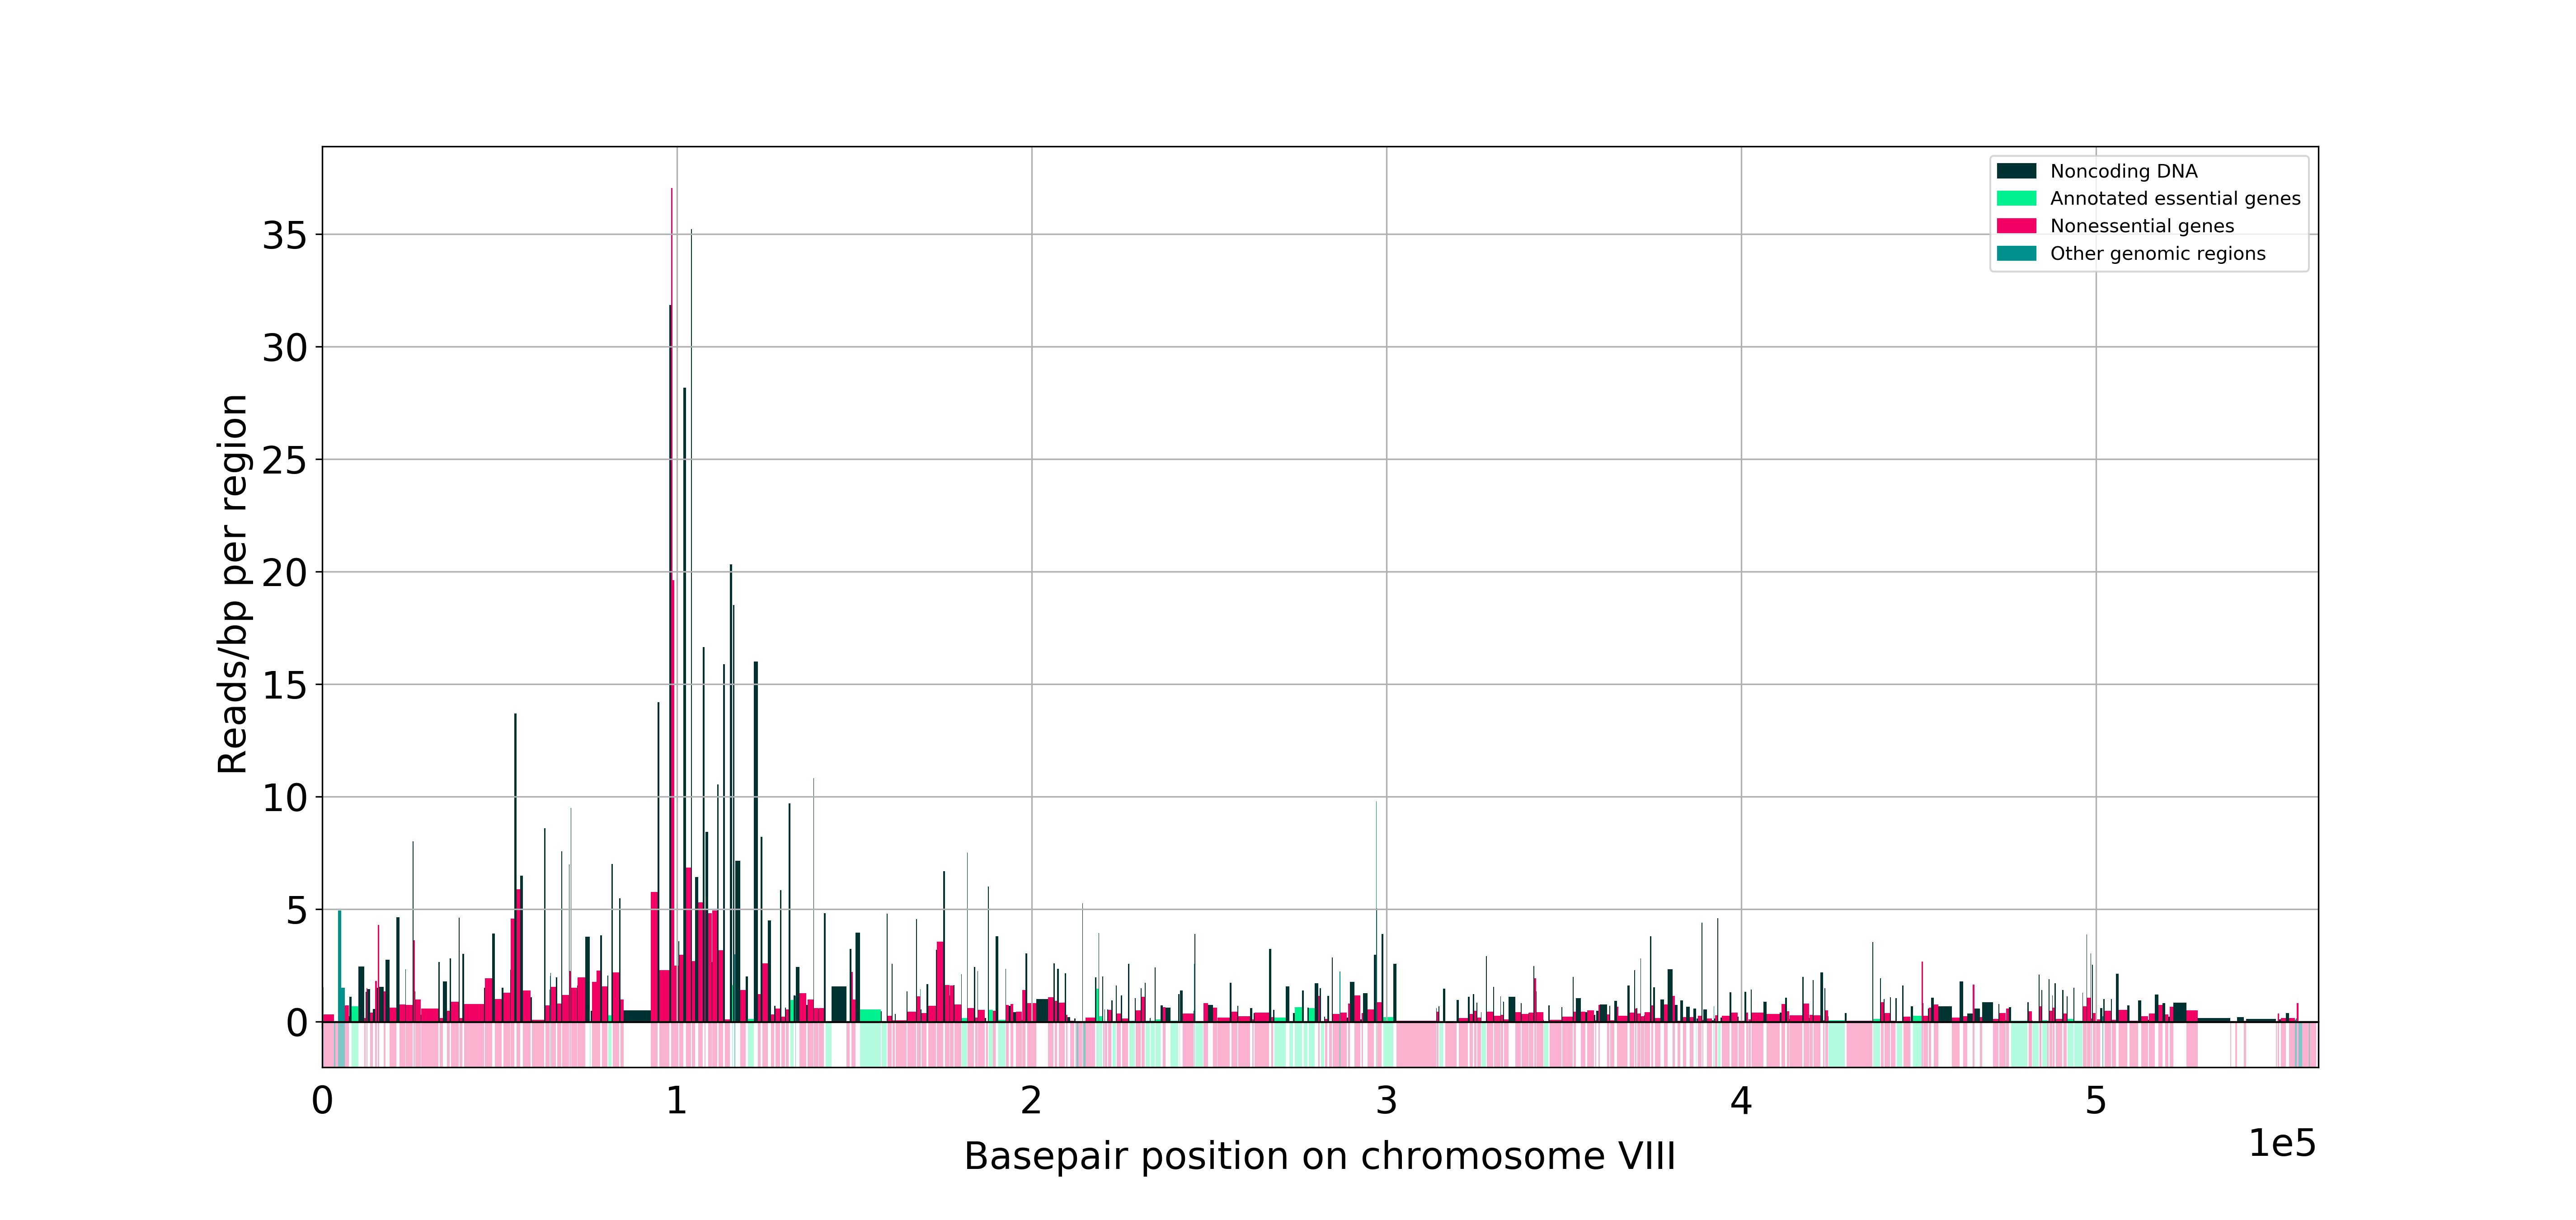 Noncoding DNA
Annotated essential genes
Nonessential genes
Other genomic regions
Reads/bp per region
35
30
25
20
15
10
5
0
0 1 2 3 4 5
1e5
Basepair position on chromosome VIII